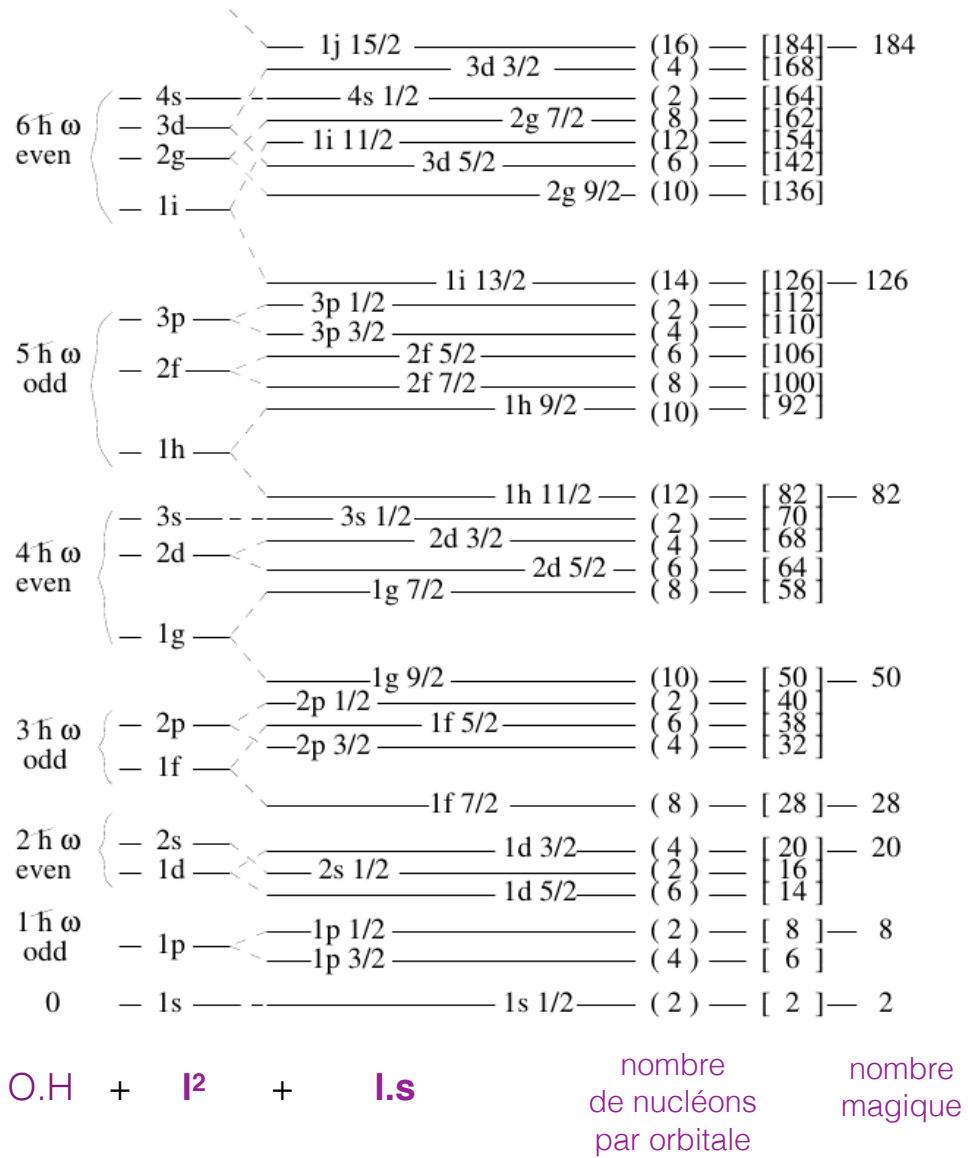 1j 15/2 (16) [184] 184
3d 3/2 ( 4 ) [168]
4s 4s 1/2 ( 2 ) [164]
6 ħ ω 3d 2g 7/2 ( 8 ) [162]
even 2g 1i 11/2 (12) [154]
3d 5/2 ( 6 ) [142]
1i 2g 9/2 (10) [136]
1i 13/2 (14) [126] 126
3p 3p 1/2 ( 2 ) [112]
3p 3/2 ( 4 ) [110]
5 ħ ω 2f 2f 5/2 ( 6 ) [106]
odd 2f 7/2 ( 8 ) [100]
1h 9/2 (10) [ 92 ]
1h
1h 11/2 (12) [ 82 ] 82
3s 3s 1/2 ( 2 ) [ 70 ]
4 ħ ω 2d 2d 3/2 ( 4 ) [ 68 ]
even 2d 5/2 ( 6 ) [ 64 ]
1g 7/2 ( 8 ) [ 58 ]
1g
1g 9/2 (10) [ 50 ] 50
2p 1/2 ( 2 ) [ 40 ]
3 ħ ω 2p 1f 5/2 ( 6 ) [ 38 ]
odd 1f 2p 3/2 ( 4 ) [ 32 ]
1f 7/2 ( 8 ) [ 28 ] 28
2 ħ ω 2s 1d 3/2 ( 4 ) [ 20 ] 20
even 1d 2s 1/2 ( 2 ) [ 16 ]
1d 5/2 ( 6 ) [ 14 ]
1 ħ ω 1p 1p 1/2 ( 2 ) [ 8 ] 8
odd 1p 3/2 ( 4 ) [ 6 ]
0 1s 1s 1/2 ( 2 ) [ 2 ] 2
O.H + l² + l.s
nombre
de nucléons
par orbitale
nombre
magique